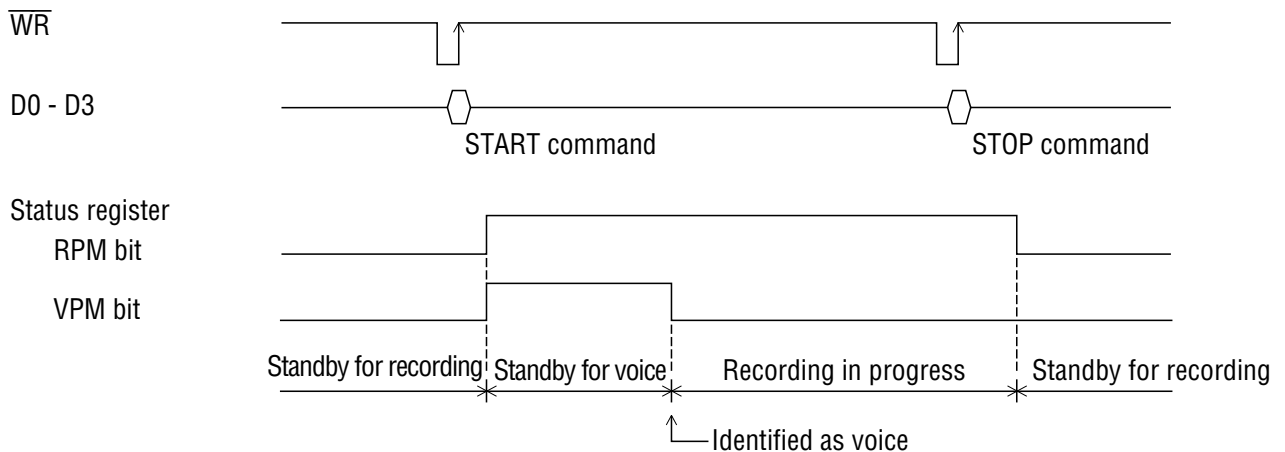 W̅R̅
D0 - D3
START command
STOP command
Status register
RPM bit
VPM bit
Standby for recording
Standby for voice
Recording in progress
Standby for recording
Identified as voice